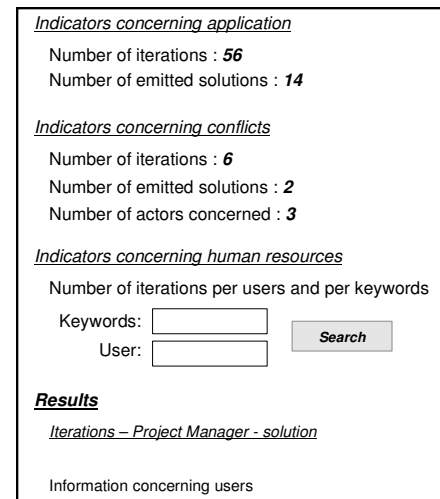 Indicators concerning application
Number of iterations : 56
Number of emitted solutions : 14
Indicators concerning conflicts
Number of iterations : 6
Number of emitted solutions : 2
Number of actors concerned : 3
Indicators concerning human resources
Number of iterations per users and per keywords
Keywords:
Search
User:
Results
Iterations – Project Manager - solution
Information concerning users